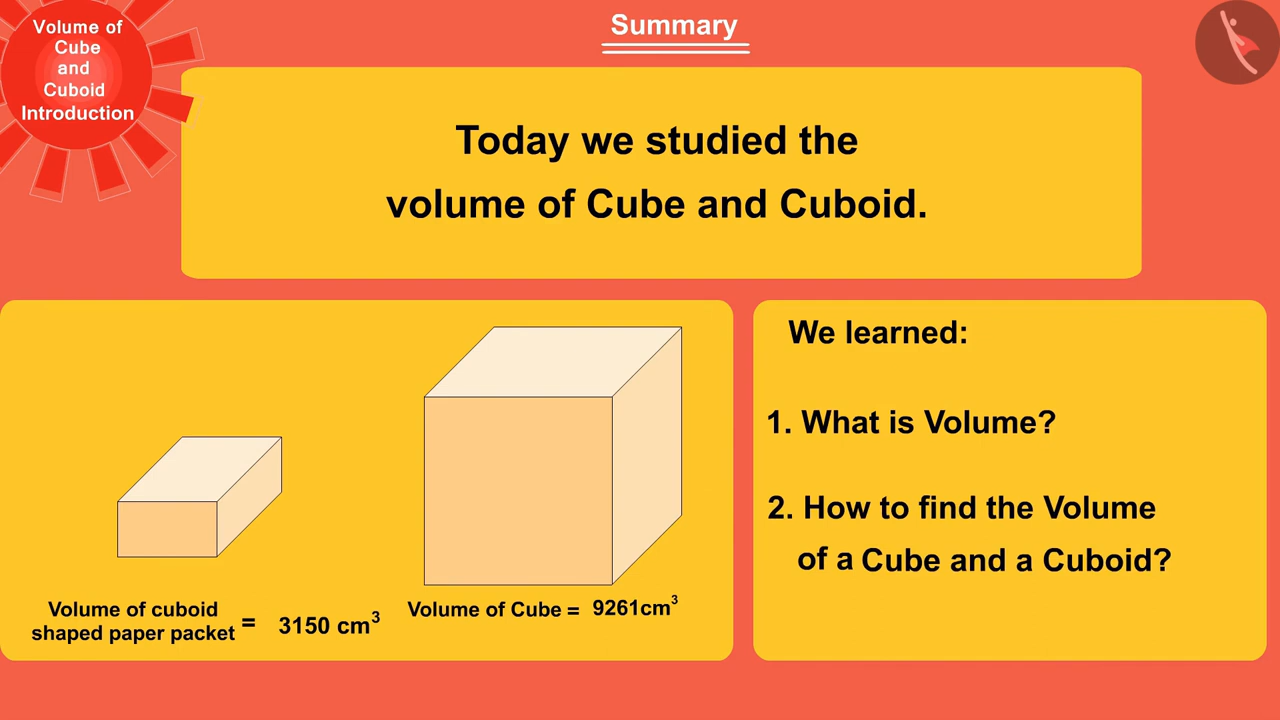 Volume of
Cube
and
Cuboid
Introduction
Summary
Today we studied the
volume of Cube and Cuboid.
Volume of cuboid
shaped paper packet = 3150 cm³
Volume of Cube = 9261cm³
We learned:
1. What is Volume?
2. How to find the Volume
of a Cube and a Cuboid?